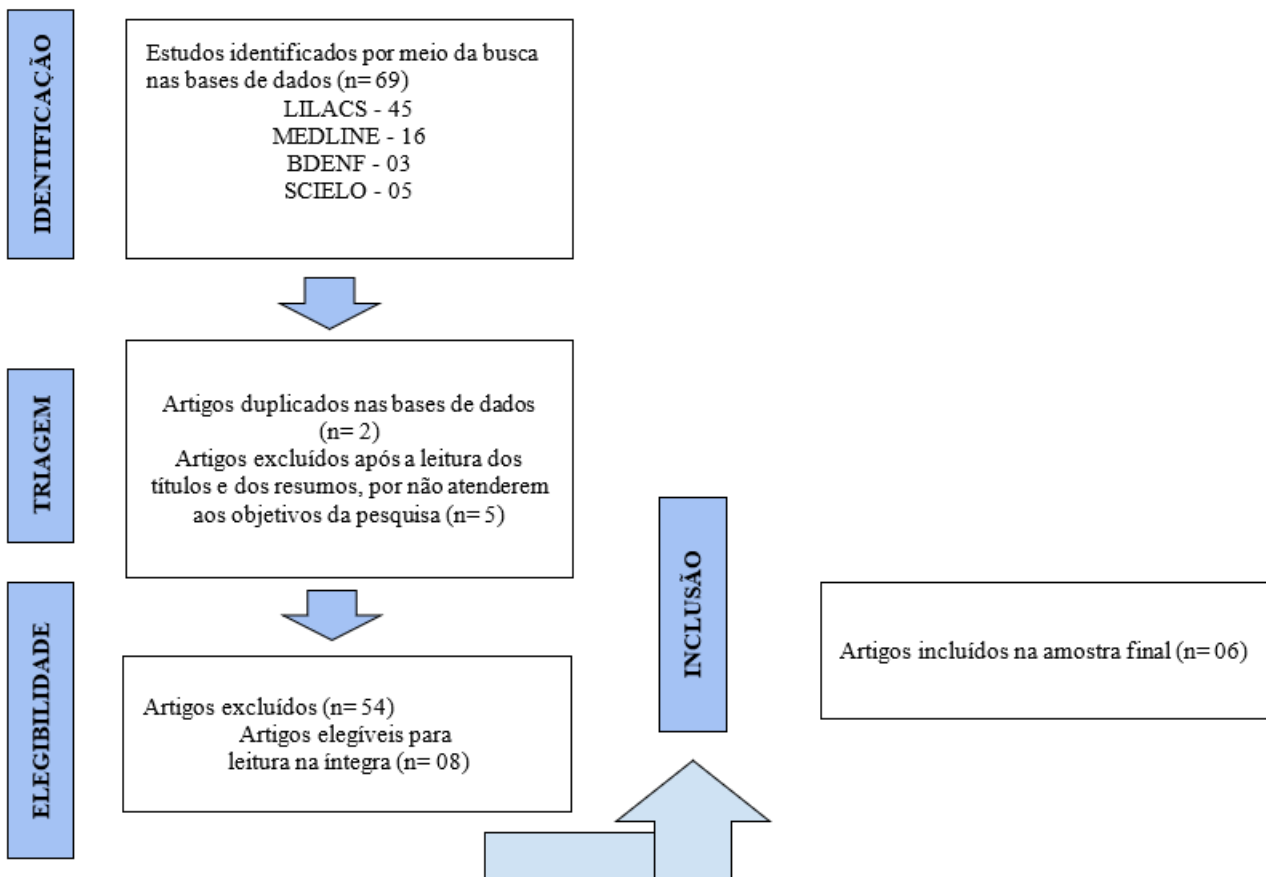 IDENTIFICAÇÃO
Estudos identificados por meio da busca
nas bases de dados (n= 69)
LILACS - 45
MEDLINE - 16
BDENF - 03
SCIELO - 05
TRIAGEM
Artigos duplicados nas bases de dados
(n= 2)
Artigos excluídos após a leitura dos
títulos e dos resumos, por não atenderem
aos objetivos da pesquisa (n= 5)
ELEGIBILIDADE
Artigos excluídos (n= 54)
Artigos elegíveis para
leitura na íntegra (n= 08)
INCLUSÃO
Artigos incluídos na amostra final (n= 06)